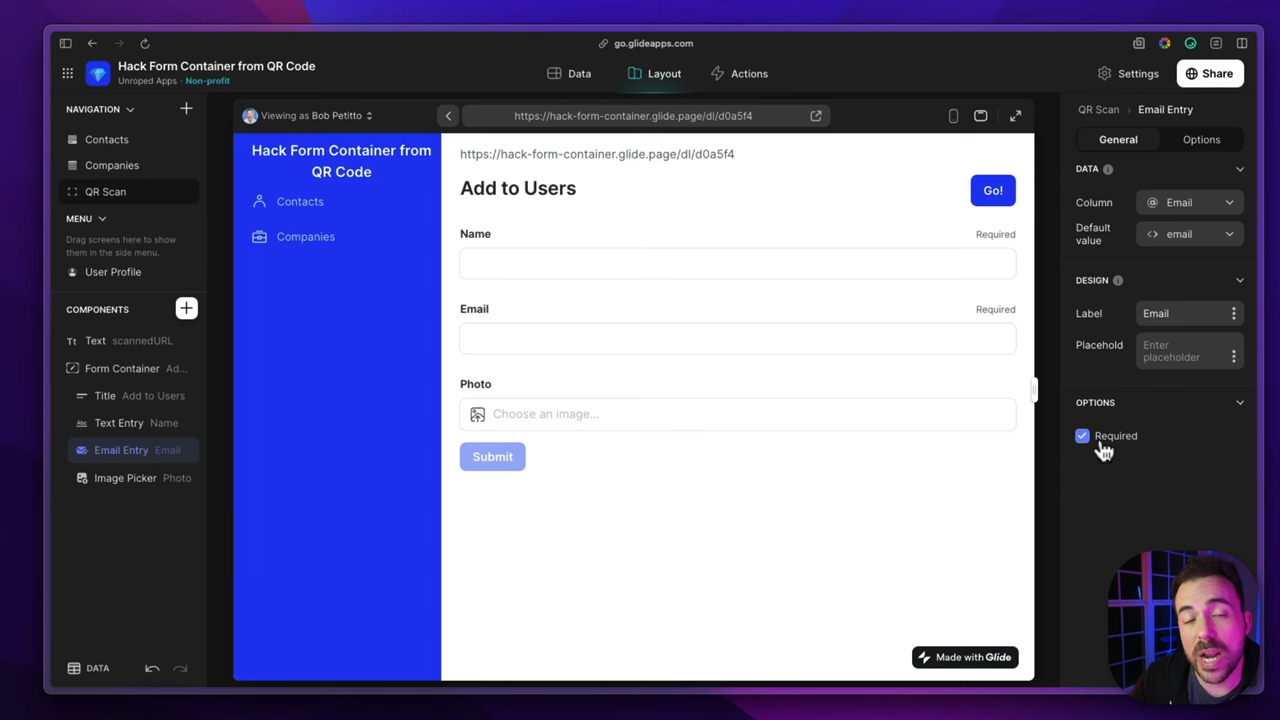 go.glideapps.com
Hack Form Container from QR Code
Unroped Apps · Non-profit
Data
Layout
Actions
Settings
Share
NAVIGATION
Contacts
Companies
QR Scan
MENU
Drag screens here to show
them in the side menu.
User Profile
COMPONENTS
Text scannedURL
Form Container Ad...
Title Add to Users
Text Entry Name
Email Entry Email
Image Picker Photo
DATA
Viewing as Bob Petitto
https://hack-form-container.glide.page/dl/d0a5f4
Hack Form Container from
QR Code
Contacts
Companies
https://hack-form-container.glide.page/dl/d0a5f4
Add to Users
Go!
Name
Required
Email
Required
Photo
Choose an image...
Submit
Made with Glide
QR Scan › Email Entry
General
Options
DATA
Column
Email
Default
value
email
DESIGN
Label
Email
Placehold
Enter
placeholder
OPTIONS
Required